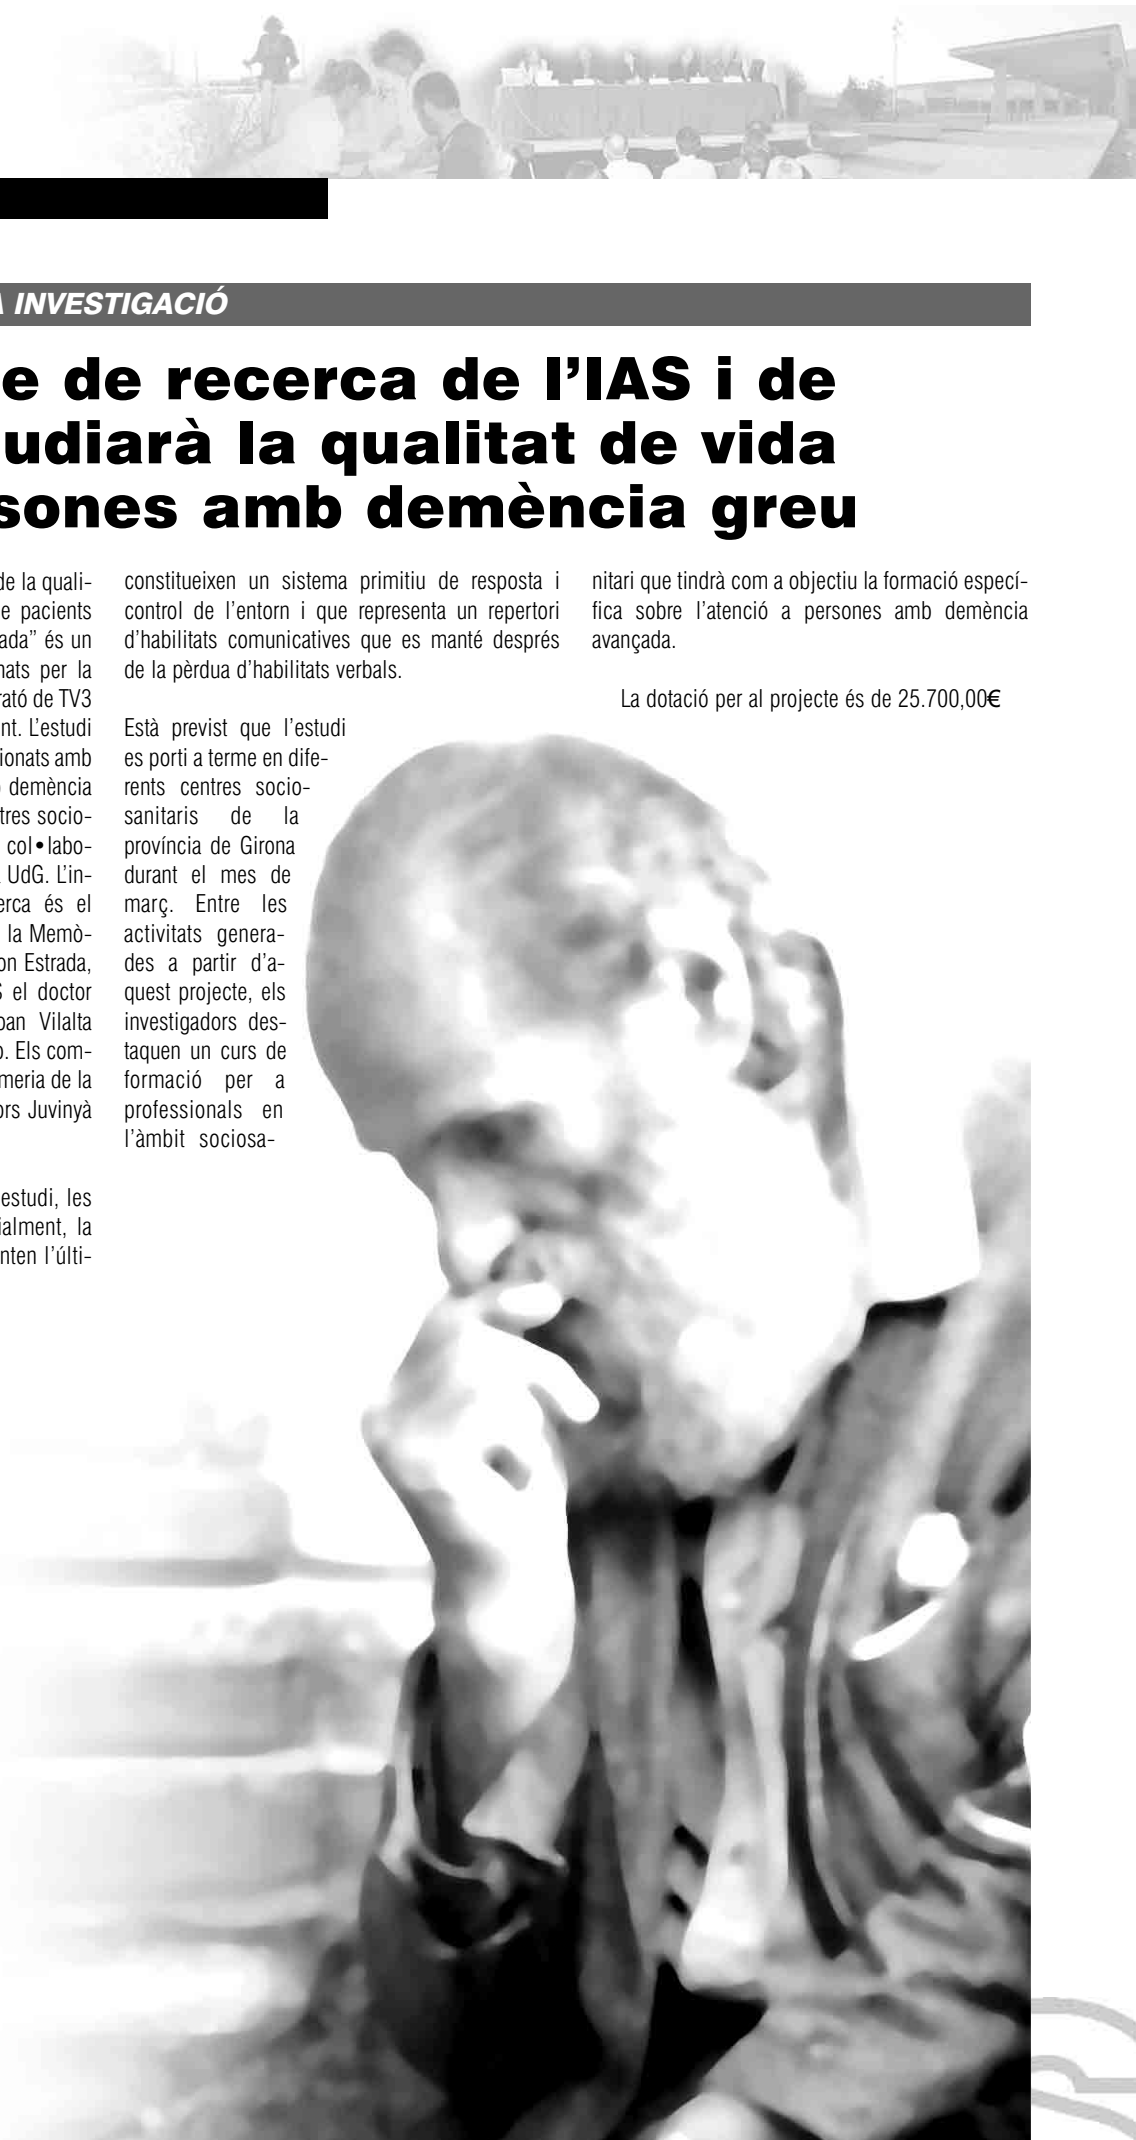 INVESTIGACIÓ
e de recerca de l'IAS i de
udiarà la qualitat de vida
sones amb demència greu
de la quali-
e pacients
ada” és un
nats per la
rató de TV3
nt. L'estudi
ionats amb
demència
tres socio-
col•labo-
UdG. L'in-
erca és el
la Memò-
on Estrada,
S el doctor
oan Vilalta
o. Els com-
meria de la
ors Juvinyà
estudi, les
ialment, la
nten l'últi-
constitueixen un sistema primitiu de resposta i
control de l'entorn i que representa un repertori
d'habilitats comunicatives que es manté després
de la pèrdua d'habilitats verbals.
Està previst que l'estudi
es porti a terme en dife-
rents centres socio-
sanitaris de la
província de Girona
durant el mes de
març. Entre les
activitats genera-
des a partir d'a-
quest projecte, els
investigadors des-
taquen un curs de
formació per a
professionals en
l'àmbit sociosa-
nitari que tindrà com a objectiu la formació especí-
fica sobre l'atenció a persones amb demència
avançada.
La dotació per al projecte és de 25.700,00€